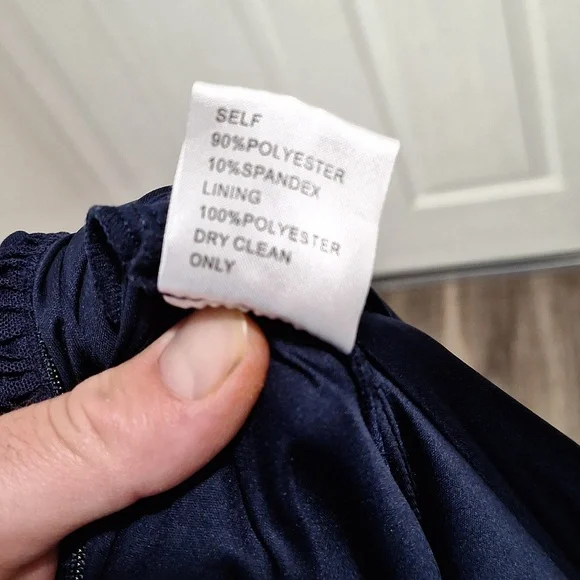 SELF
90%POLYESTER
10%SPANDEX
LINING
100%POLYESTER
DRY CLEAN
ONLY